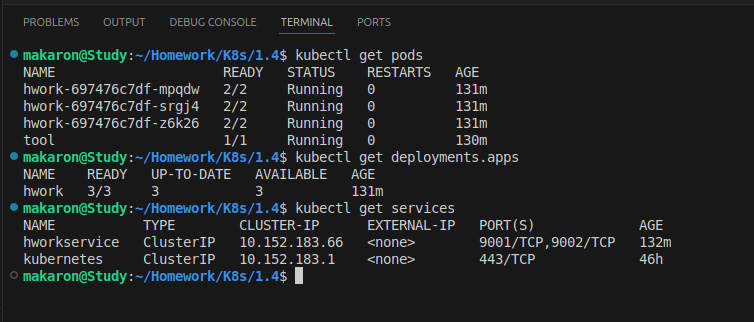 PROBLEMS OUTPUT DEBUG CONSOLE TERMINAL PORTS
makaron@Study:~/Homework/K8s/1.4$ kubectl get pods
NAME READY STATUS RESTARTS AGE
hwork-697476c7df-mpqdw 2/2 Running 0 131m
hwork-697476c7df-srgj4 2/2 Running 0 131m
hwork-697476c7df-z6k26 2/2 Running 0 131m
tool 1/1 Running 0 130m
makaron@Study:~/Homework/K8s/1.4$ kubectl get deployments.apps
NAME READY UP-TO-DATE AVAILABLE AGE
hwork 3/3 3 3 131m
makaron@Study:~/Homework/K8s/1.4$ kubectl get services
NAME TYPE CLUSTER-IP EXTERNAL-IP PORT(S) AGE
hworkservice ClusterIP 10.152.183.66 <none> 9001/TCP,9002/TCP 132m
kubernetes ClusterIP 10.152.183.1 <none> 443/TCP 46h
makaron@Study:~/Homework/K8s/1.4$